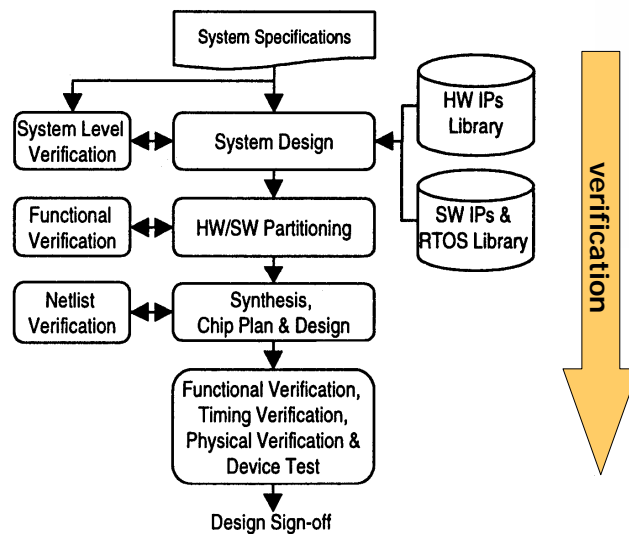 System Specifications
HW IPs
Library
System Level
Verification
System Design
SW IPs &
RTOS Library
Functional
Verification
HW/SW Partitioning
Netlist
Verification
Synthesis,
Chip Plan & Design
Functional Verification,
Timing Verification,
Physical Verification &
Device Test
Design Sign-off
verification